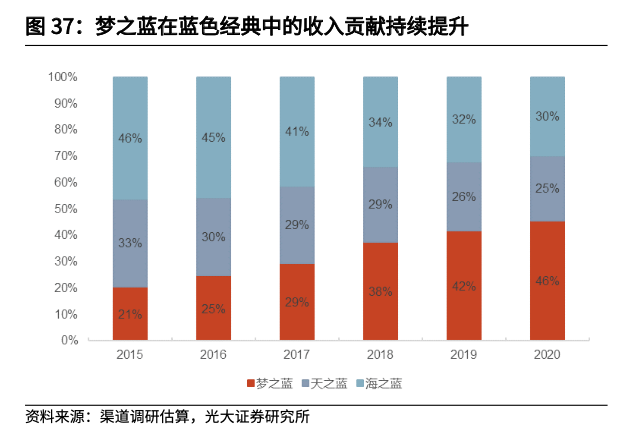 图 37：梦之蓝在蓝色经典中的收入贡献持续提升
100%
90%
80%
70%
60%
50%
40%
30%
20%
10%
0%
46% 45% 41% 34% 32% 30%
33% 30% 29% 29% 26% 25%
21% 25% 29% 38% 42% 46%
2015 2016 2017 2018 2019 2020
梦之蓝 天之蓝 海之蓝
资料来源：渠道调研估算，光大证券研究所